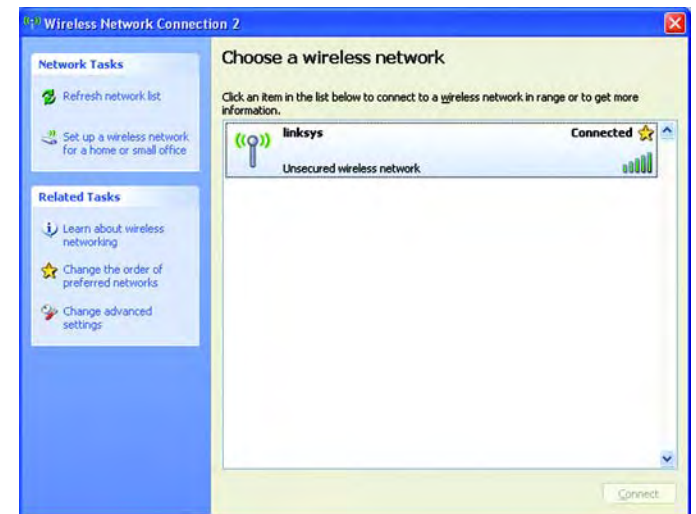 Wireless Network Connection 2
Network Tasks
Refresh network list
Set up a wireless network
for a home or small office
Related Tasks
Learn about wireless
networking
Change the order of
preferred networks
Change advanced
settings
Choose a wireless network
Click an item in the list below to connect to a wireless network in range or to get more
information.
linksys
Connected
Unsecured wireless network
Connect